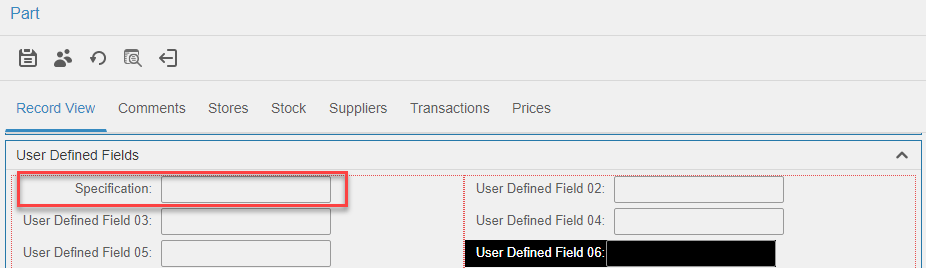 Part
Record View Comments Stores Stock Suppliers Transactions Prices
User Defined Fields
Specification: User Defined Field 02:
User Defined Field 03: User Defined Field 04:
User Defined Field 05: User Defined Field 06: